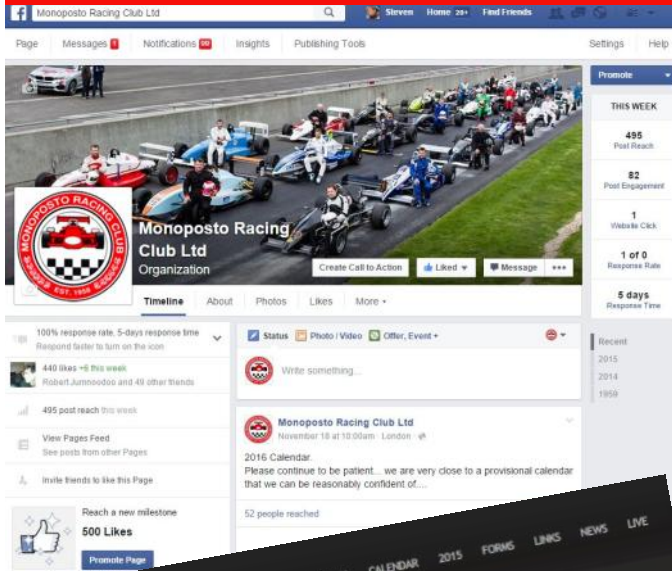 Monoposto Racing Club Ltd
Steven Home 20+ Find Friends
Page Messages 1 Notifications 99 Insights Publishing Tools Settings Help
Promote
THIS WEEK
495
Post Reach
82
Post Engagement
1
Website Click
1 of 0
Response Rate
5 days
Response Time
MONOPOSTO RACING CLUB
EST. 1958
Monoposto Racing
Club Ltd
Organization
Create Call to Action Liked Message
Timeline About Photos Likes More
Recent
2015
2014
1959
100% response rate, 5-days response time
Respond faster to turn on the icon
440 likes +6 this week
Robert Jumnoodoo and 49 other friends
495 post reach this week
View Pages Feed
See posts from other Pages
Invite friends to like this Page
Reach a new milestone
500 Likes
Promote Page
Status Photo / Video Offer, Event +
Write something...
Monoposto Racing Club Ltd
November 18 at 10:00am · London ·
2016 Calendar.
Please continue to be patient... we are very close to a provisional calendar
that we can be reasonably confident of....
52 people reached
CALENDAR 2015 FORMS LINKS NEWS LIVE